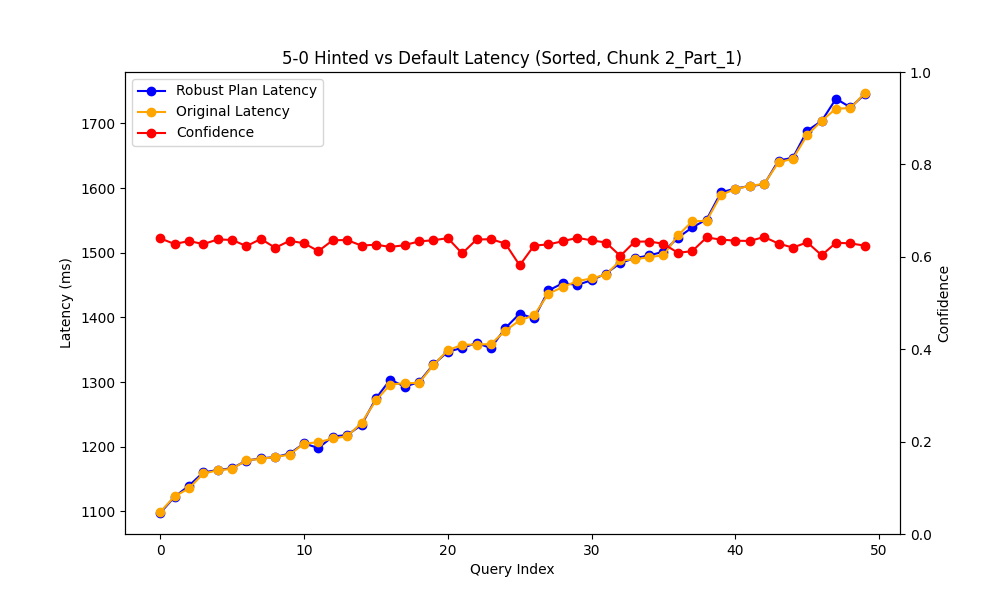 5-0 Hinted vs Default Latency (Sorted, Chunk 2_Part_1)
Robust Plan Latency
Original Latency
Confidence
1700
1600
1500
1400
1300
1200
1100
Latency (ms)
1.0
0.8
0.6
0.4
0.2
0.0
Confidence
0 10 20 30 40 50
Query Index